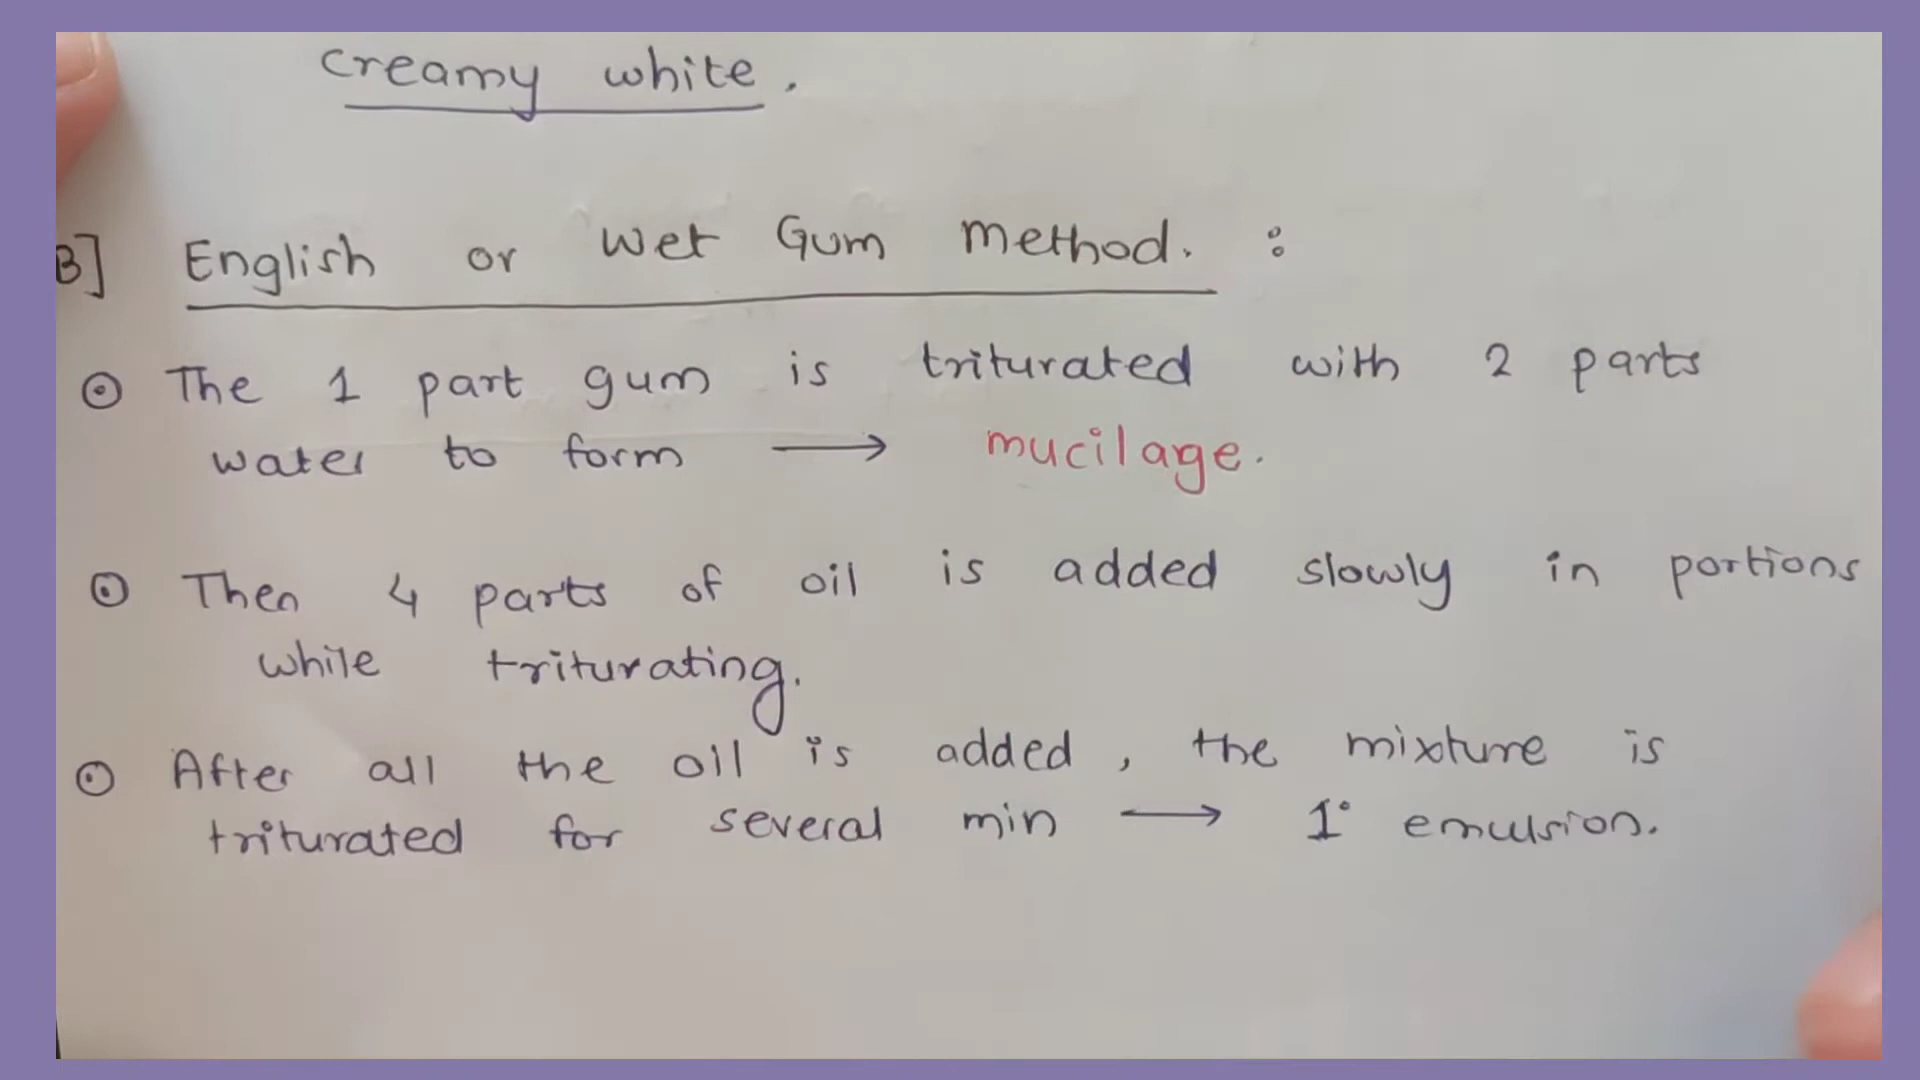 creamy white.
B] English or Wet Gum method. :
⊙ The 1 part gum is triturated with 2 parts
water to form → mucilage.
⊙ Then 4 parts of oil is added slowly in portions
while triturating.
⊙ After all the oil is added, the mixture is
triturated for several min → 1° emulsion.